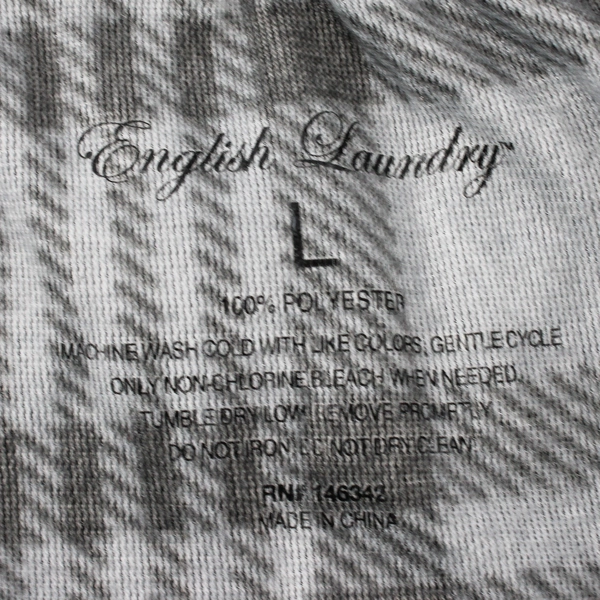 English Laundry™
L
100% POLYESTER
MACHINE WASH COLD WITH LIKE COLORS, GENTLE CYCLE
ONLY NON-CHLORINE BLEACH WHEN NEEDED.
TUMBLE DRY LOW. REMOVE PROMPTLY.
DO NOT IRON. DO NOT DRY CLEAN
RN# 146342
MADE IN CHINA